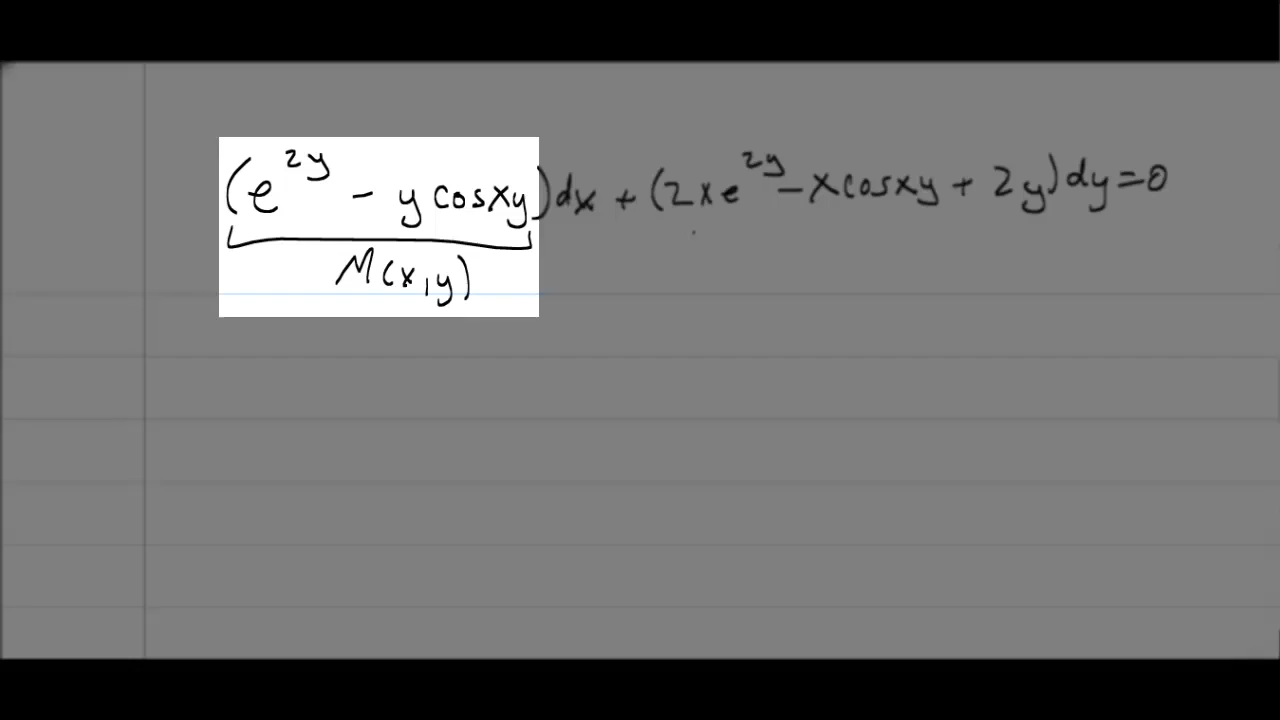 (e^{2y} - y cos xy)dx + (2xe^{2y} - x cos xy + 2y)dy = 0
M(x,y)